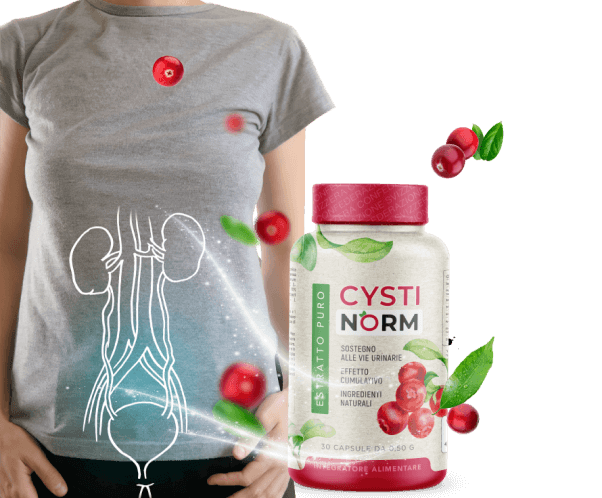 ESTRATTO PURO
CYSTI
NORM
SOSTEGNO
ALLE VIE URINARIE
EFFETTO
CUMULATIVO
INGREDIENTI
NATURALI
30 CAPSULE DA 0.50 G
INTEGRATORE ALIMENTARE